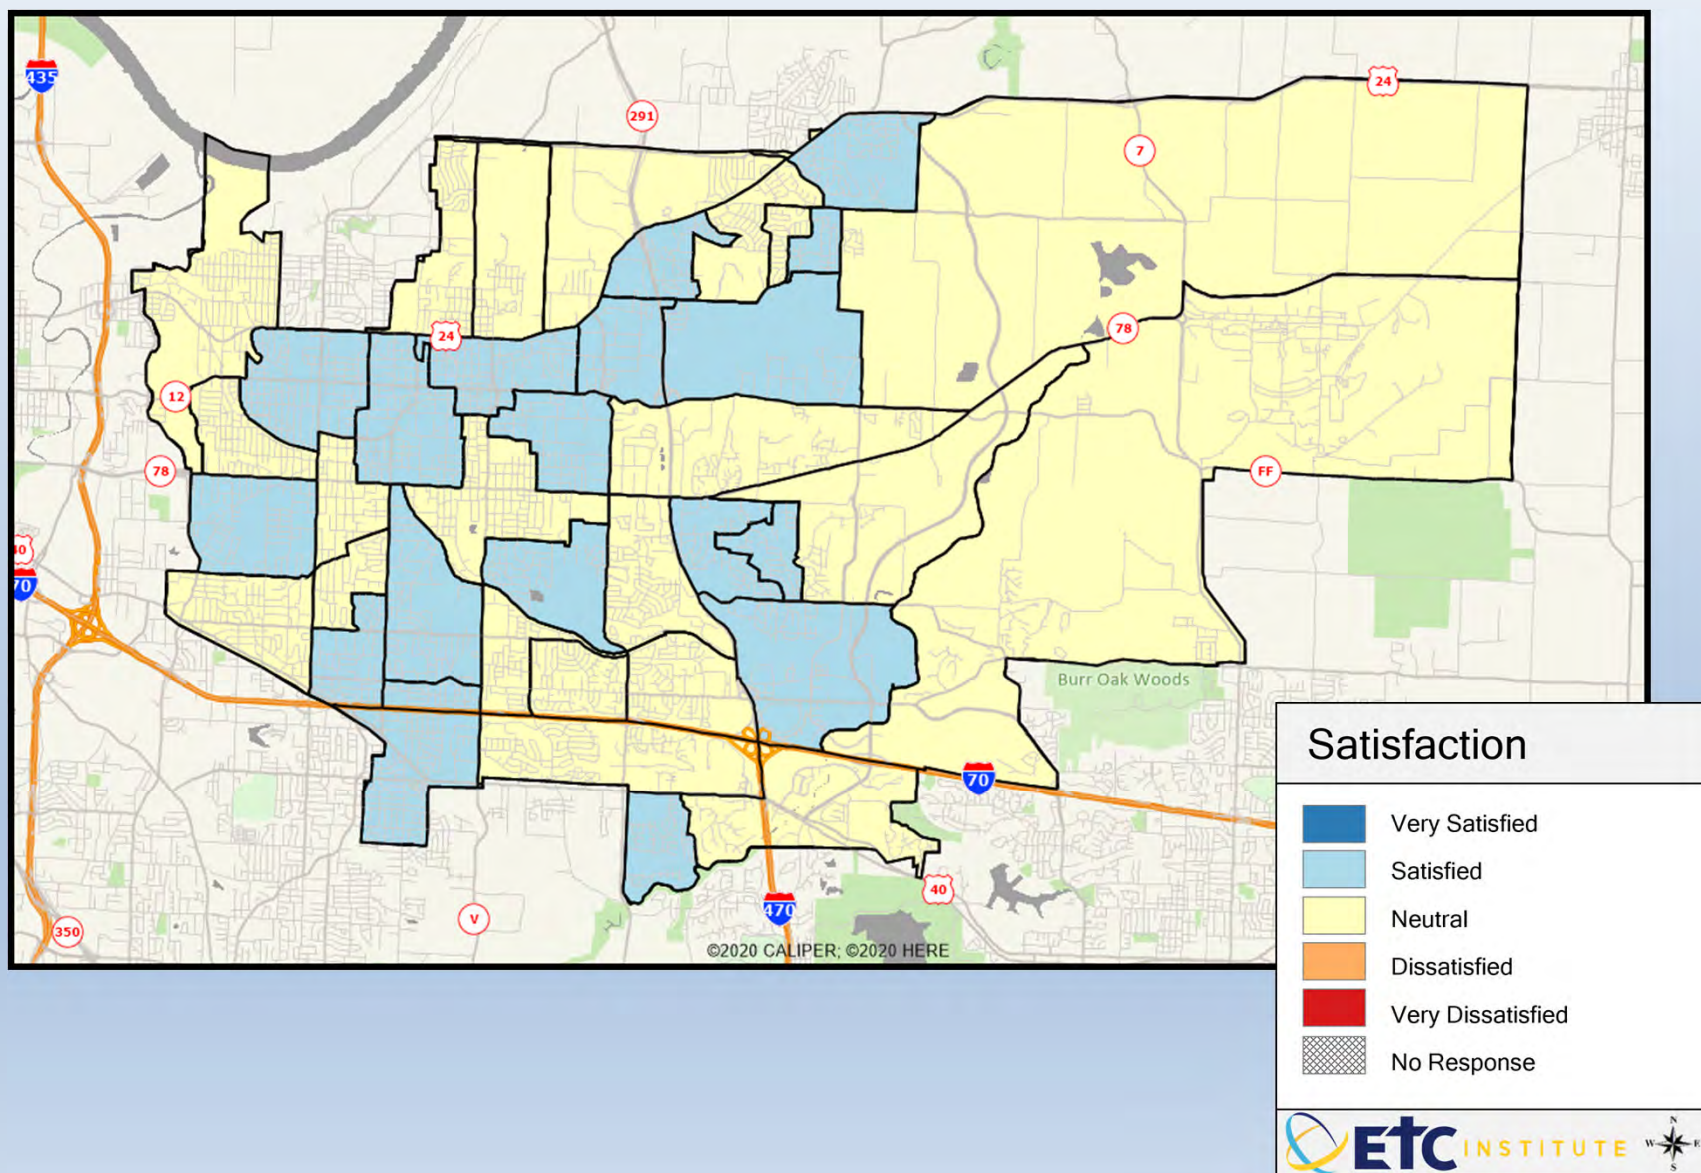 435
24
291
7
24
78
12
78
FF
40
70
Burr Oak Woods
70
40
470
V
350
©2020 CALIPER; ©2020 HERE
Satisfaction
Very Satisfied
Satisfied
Neutral
Dissatisfied
Very Dissatisfied
No Response
ETC INSTITUTE
N
W E
S